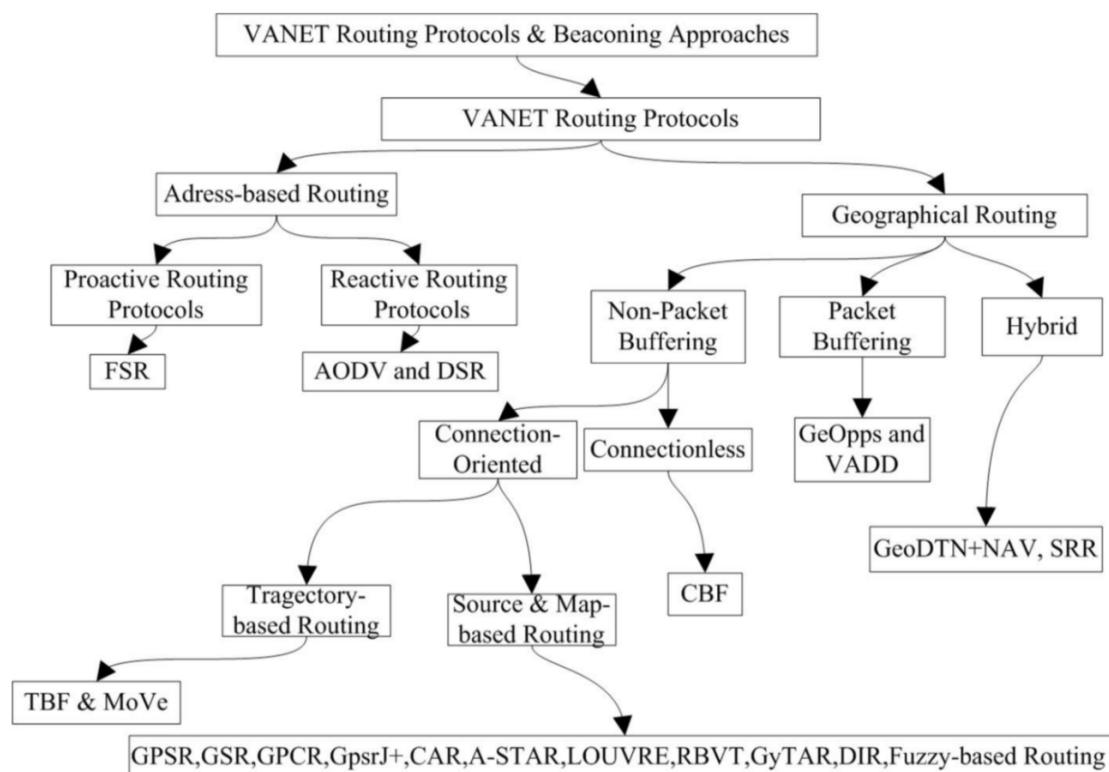 VANET Routing Protocols & Beaconing Approaches
VANET Routing Protocols
Adress-based Routing
Geographical Routing
Proactive Routing
Protocols
Reactive Routing
Protocols
Non-Packet
Buffering
Packet
Buffering
Hybrid
FSR
AODV and DSR
Connection-
Oriented
Connectionless
GeOpps and
VADD
GeoDTN+NAV, SRR
Tragectory-
based Routing
Source & Map-
based Routing
CBF
TBF & MoVe
GPSR,GSR,GPCR,GpsrJ+,CAR,A-STAR,LOUVRE,RBVT,GyTAR,DIR,Fuzzy-based Routing